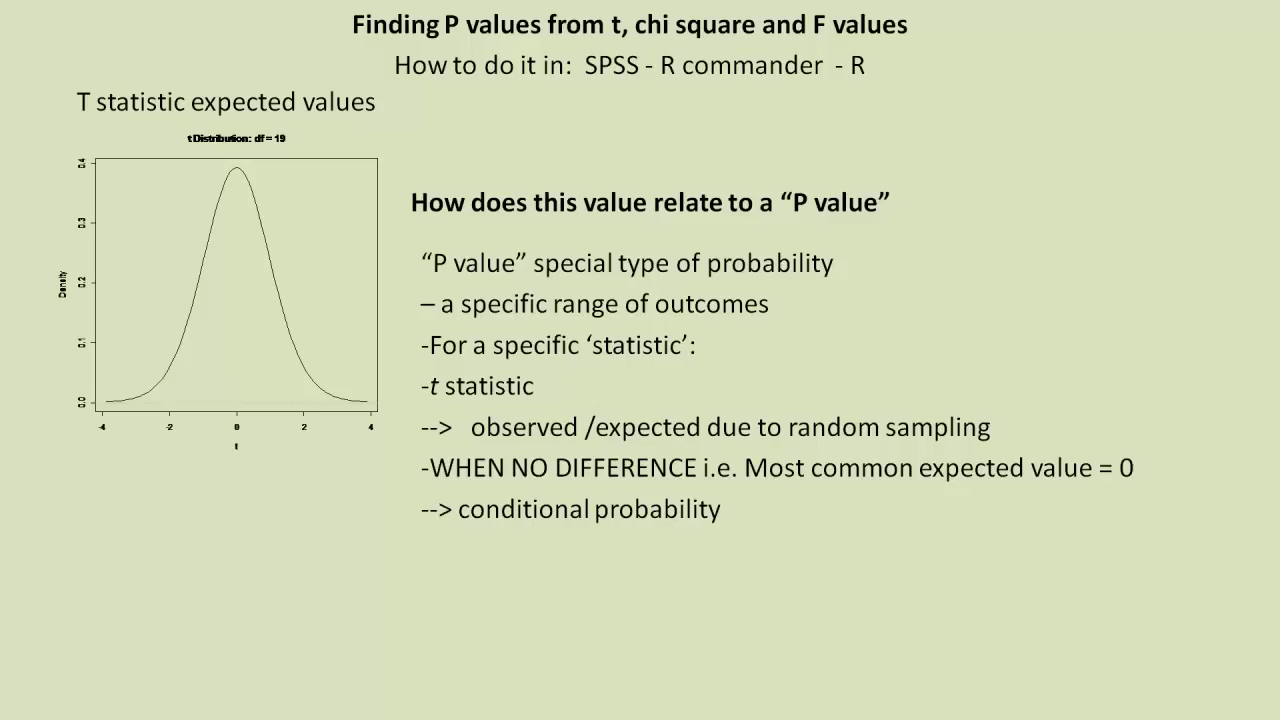 Finding P values from t, chi square and F values
How to do it in: SPSS - R commander - R
T statistic expected values
t Distribution: df = 19
0.4
0.3
0.2
0.1
0.0
Density
-4
-2
0
2
4
t
How does this value relate to a “P value”
“P value” special type of probability
– a specific range of outcomes
-For a specific ‘statistic’:
-t statistic
--> observed /expected due to random sampling
-WHEN NO DIFFERENCE i.e. Most common expected value = 0
--> conditional probability